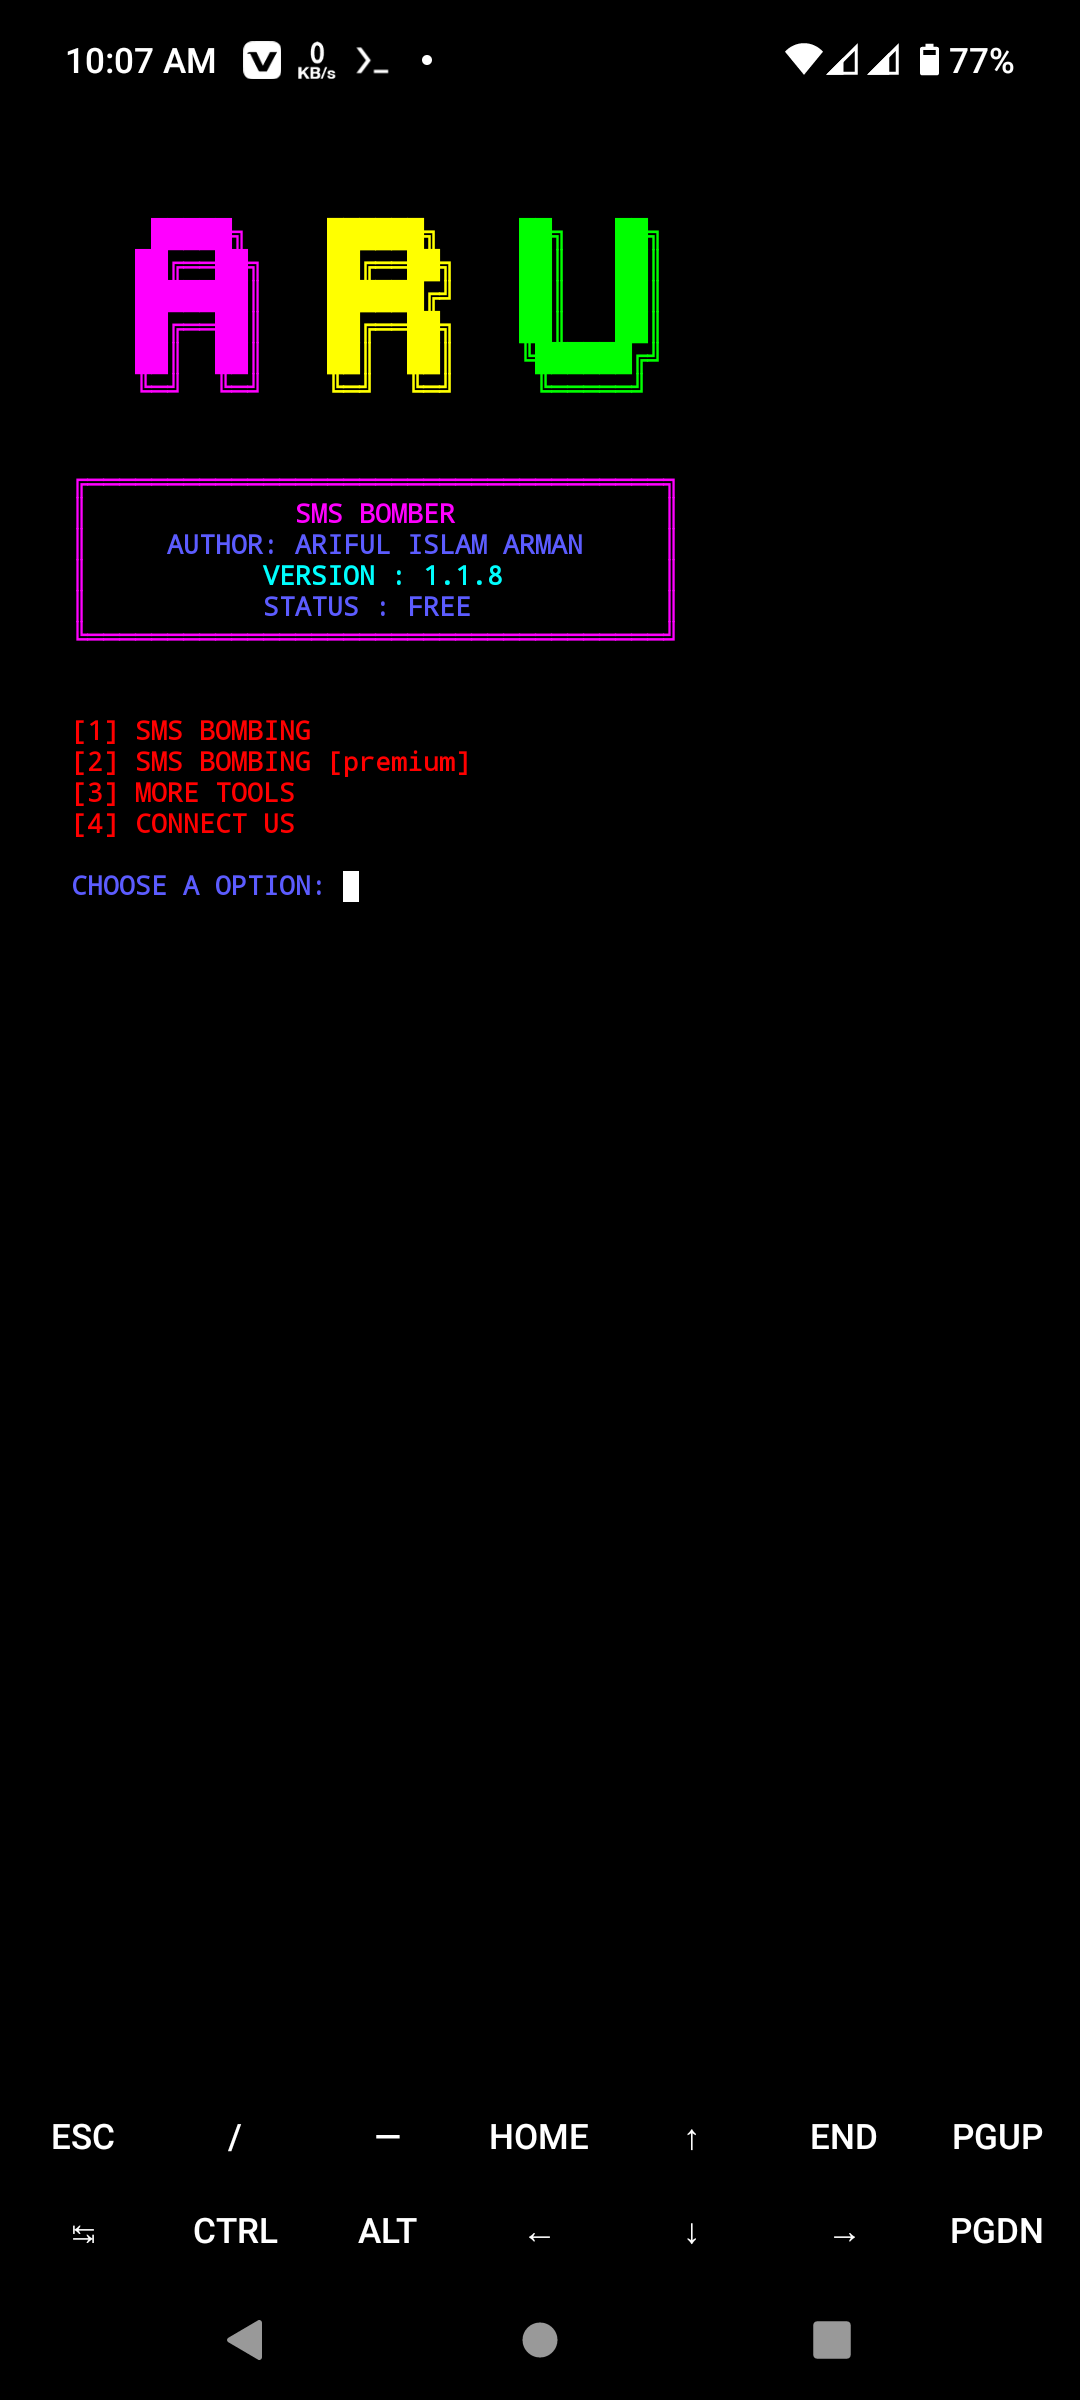 10:07 AM 0 KB/s 77%
ARU
SMS BOMBER
AUTHOR: ARIFUL ISLAM ARMAN
VERSION : 1.1.8
STATUS : FREE
[1] SMS BOMBING
[2] SMS BOMBING [premium]
[3] MORE TOOLS
[4] CONNECT US
CHOOSE A OPTION:
ESC / — HOME ↑ END PGUP
↹ CTRL ALT ← ↓ → PGDN